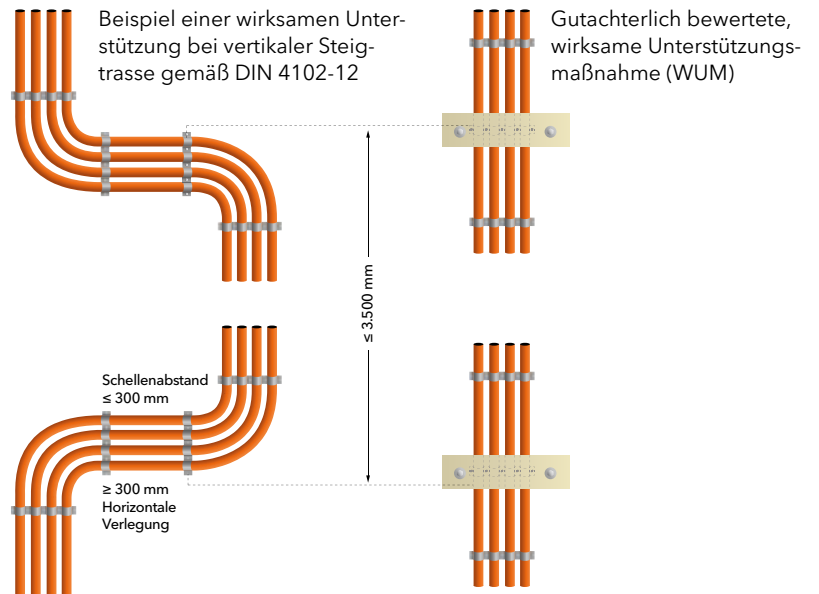 Beispiel einer wirksamen Unter-
stützung bei vertikaler Steig-
trasse gemäß DIN 4102-12
Gutachterlich bewertete,
wirksame Unterstützungs-
maßnahme (WUM)
≤ 3.500 mm
Schellenabstand
≤ 300 mm
≥ 300 mm
Horizontale
Verlegung